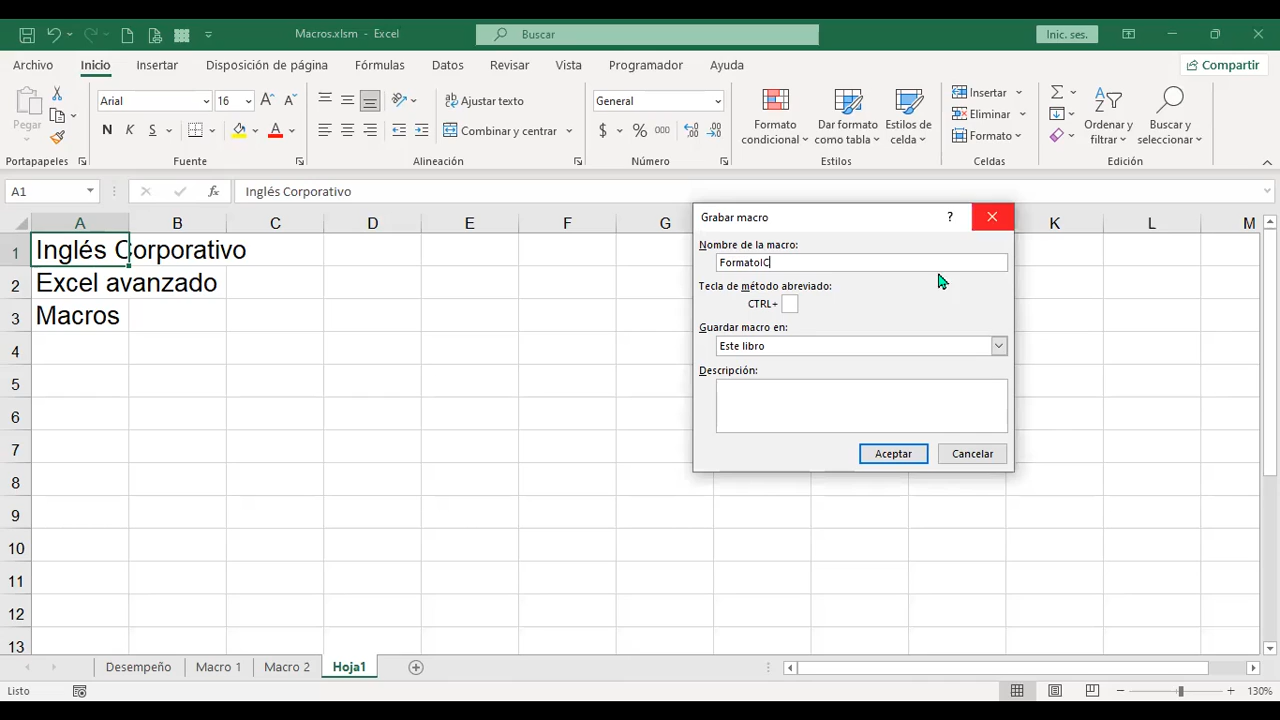 Macros.xlsm - Excel
Buscar
Inic. ses.
Archivo Inicio Insertar Disposición de página Fórmulas Datos Revisar Vista Programador Ayuda Compartir
Pegar
Arial 16
N K S
Ajustar texto
Combinar y centrar
General
$ % 000
Formato condicional
Dar formato como tabla
Estilos de celda
Insertar
Eliminar
Formato
Ordenar y filtrar
Buscar y seleccionar
Portapapeles Fuente Alineación Número Estilos Celdas Edición
A1 fx Inglés Corporativo
A B C D E F G K L M
1 Inglés Corporativo
2 Excel avanzado
3 Macros
4
5
6
7
8
9
10
11
12
13
Grabar macro ?
Nombre de la macro:
FormatoIC
Tecla de método abreviado:
CTRL+
Guardar macro en:
Este libro
Descripción:
Aceptar Cancelar
Desempeño Macro 1 Macro 2 Hoja1
Listo 130%